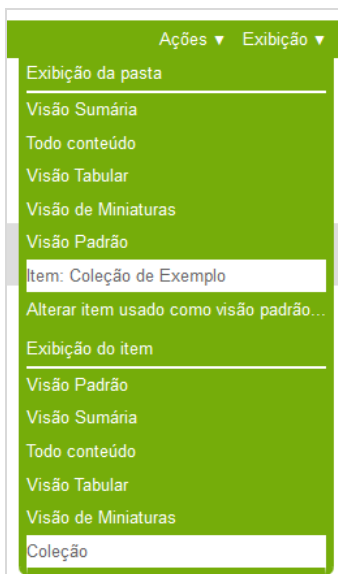 Ações ▼ Exibição ▼
Exibição da pasta
Visão Sumária
Todo conteúdo
Visão Tabular
Visão de Miniaturas
Visão Padrão
Item: Coleção de Exemplo
Alterar item usado como visão padrão...
Exibição do item
Visão Padrão
Visão Sumária
Todo conteúdo
Visão Tabular
Visão de Miniaturas
Coleção